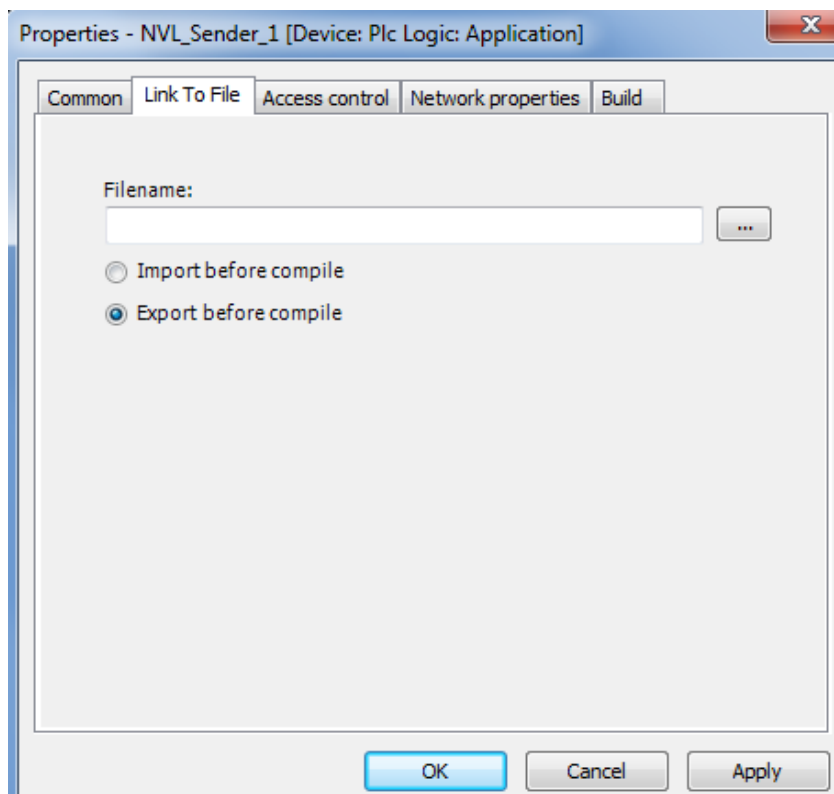 Properties - NVL_Sender_1 [Device: Plc Logic: Application]
Common Link To File Access control Network properties Build
Filename:
...
Import before compile
Export before compile
OK Cancel Apply